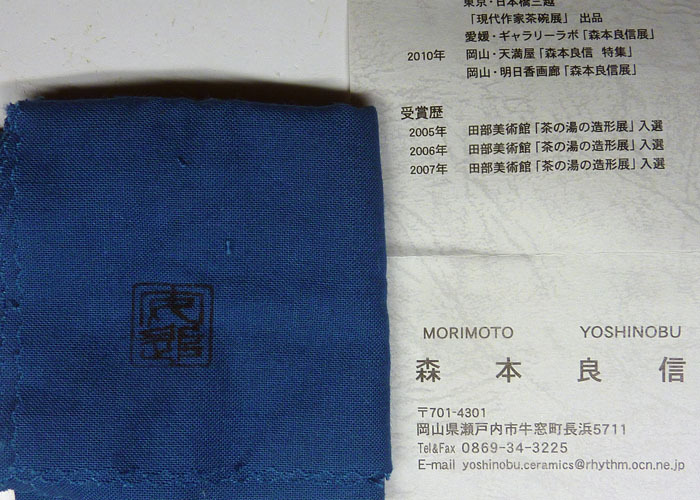 東京・日本橋三越
「現代作家茶碗展」 出品
愛媛・ギャラリーラボ「森本良信展」
2010年 岡山・天満屋「森本良信 特集」
岡山・明日香画廊「森本良信展」
受賞歴
2005年 田部美術館「茶の湯の造形展」入選
2006年 田部美術館「茶の湯の造形展」入選
2007年 田部美術館「茶の湯の造形展」入選
MORIMOTO YOSHINOBU
森本良信
〒701-4301
岡山県瀬戸内市牛窓町長浜5711
Tel&Fax 0869-34-3225
E-mail yoshinobu.ceramics@rhythm.ocn.ne.jp